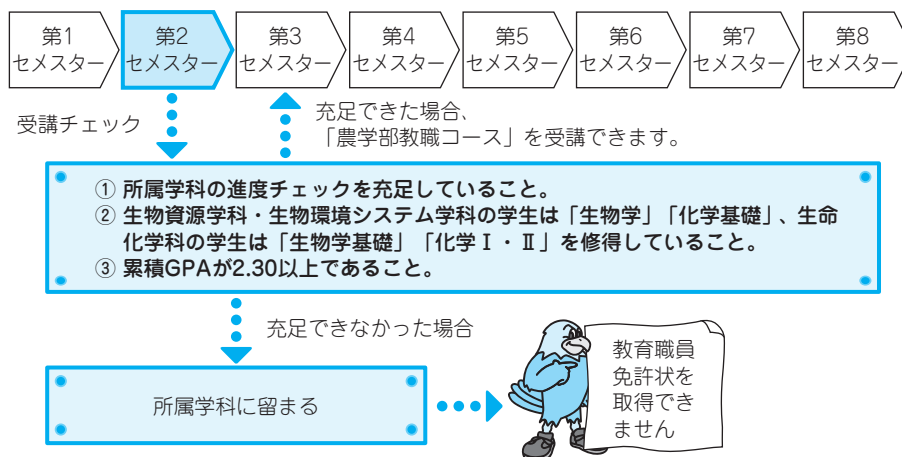 第1
セメスター
第2
セメスター
第3
セメスター
第4
セメスター
第5
セメスター
第6
セメスター
第7
セメスター
第8
セメスター
受講チェック
充足できた場合、
「農学部教職コース」を受講できます。
① 所属学科の進度チェックを充足していること。
② 生物資源学科・生物環境システム学科の学生は「生物学」「化学基礎」、生命
化学科の学生は「生物学基礎」「化学Ⅰ・Ⅱ」を修得していること。
③ 累積GPAが2.30以上であること。
充足できなかった場合
所属学科に留まる
教育職員
免許状を
取得でき
ません